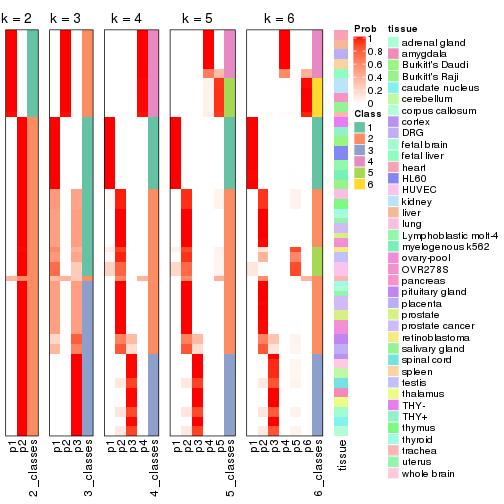 k = 2
k = 3
k = 4
k = 5
k = 6
Prob
1
0.8
0.6
0.4
0.2
0
Class
1
2
3
4
5
6
tissue
adrenal gland
amygdala
Bukitt's Daudi
Bukitt's Raji
caudate nucleus
cerebellum
corpus callosum
cortex
DRG
fetal brain
fetal liver
heart
HL60
HUVEC
kidney
liver
lung
Lymphoblastic molt-4
myelogenous k562
ovary-pool
OVR278S
pancreas
pituitary gland
placenta
prostate
prostate cancer
retinoblastoma
salivary gland
spinal cord
spleen
testis
thalamus
THY-
THY+
thymus
thyroid
trachea
uterus
whole brain
p1
p2
2_classes
p1
p2
p3
3_classes
p1
p2
p3
p4
4_classes
p1
p2
p3
p4
p5
5_classes
p1
p2
p3
p4
p5
p6
6_classes
tissue